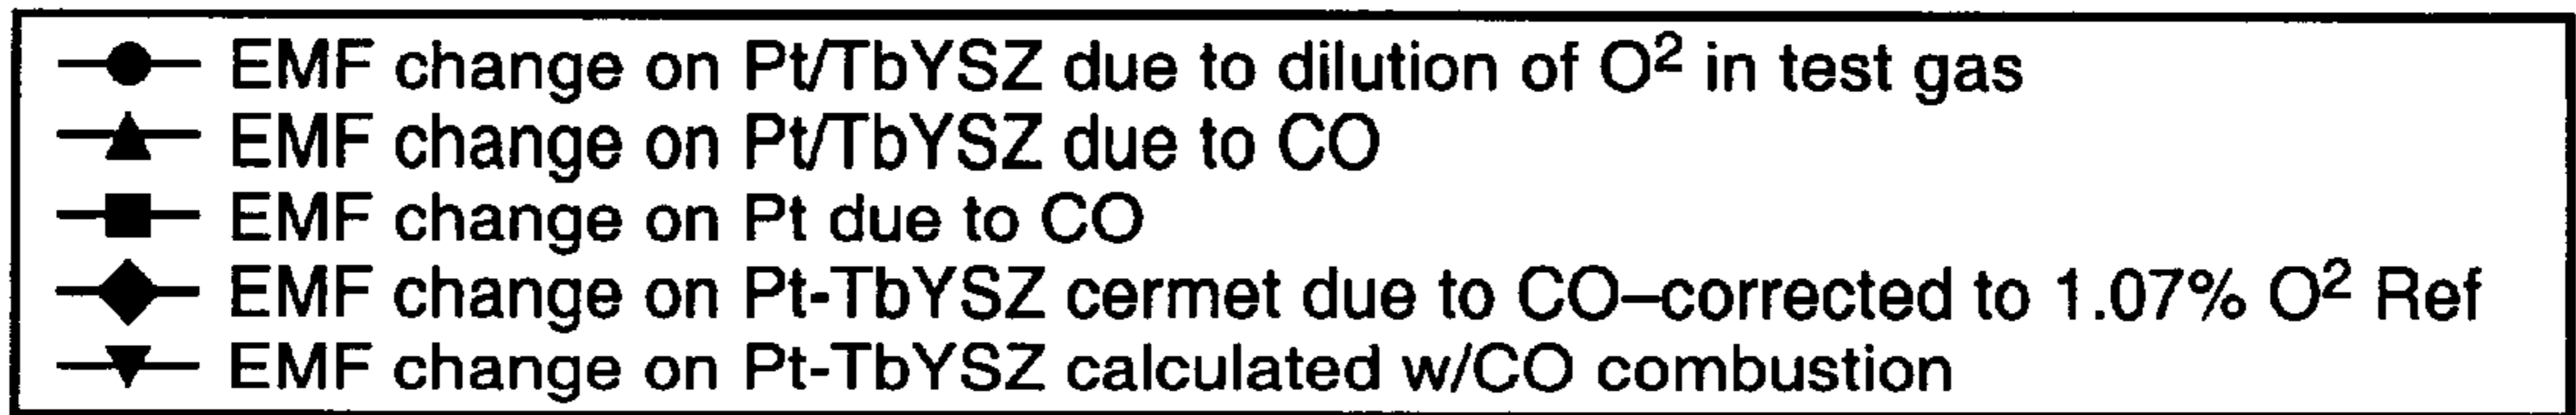 EMF change on Pt/TbYSZ due to dilution of O² in test gas
EMF change on Pt/TbYSZ due to CO
EMF change on Pt due to CO
EMF change on Pt-TbYSZ cermet due to CO–corrected to 1.07% O² Ref
EMF change on Pt-TbYSZ calculated w/CO combustion